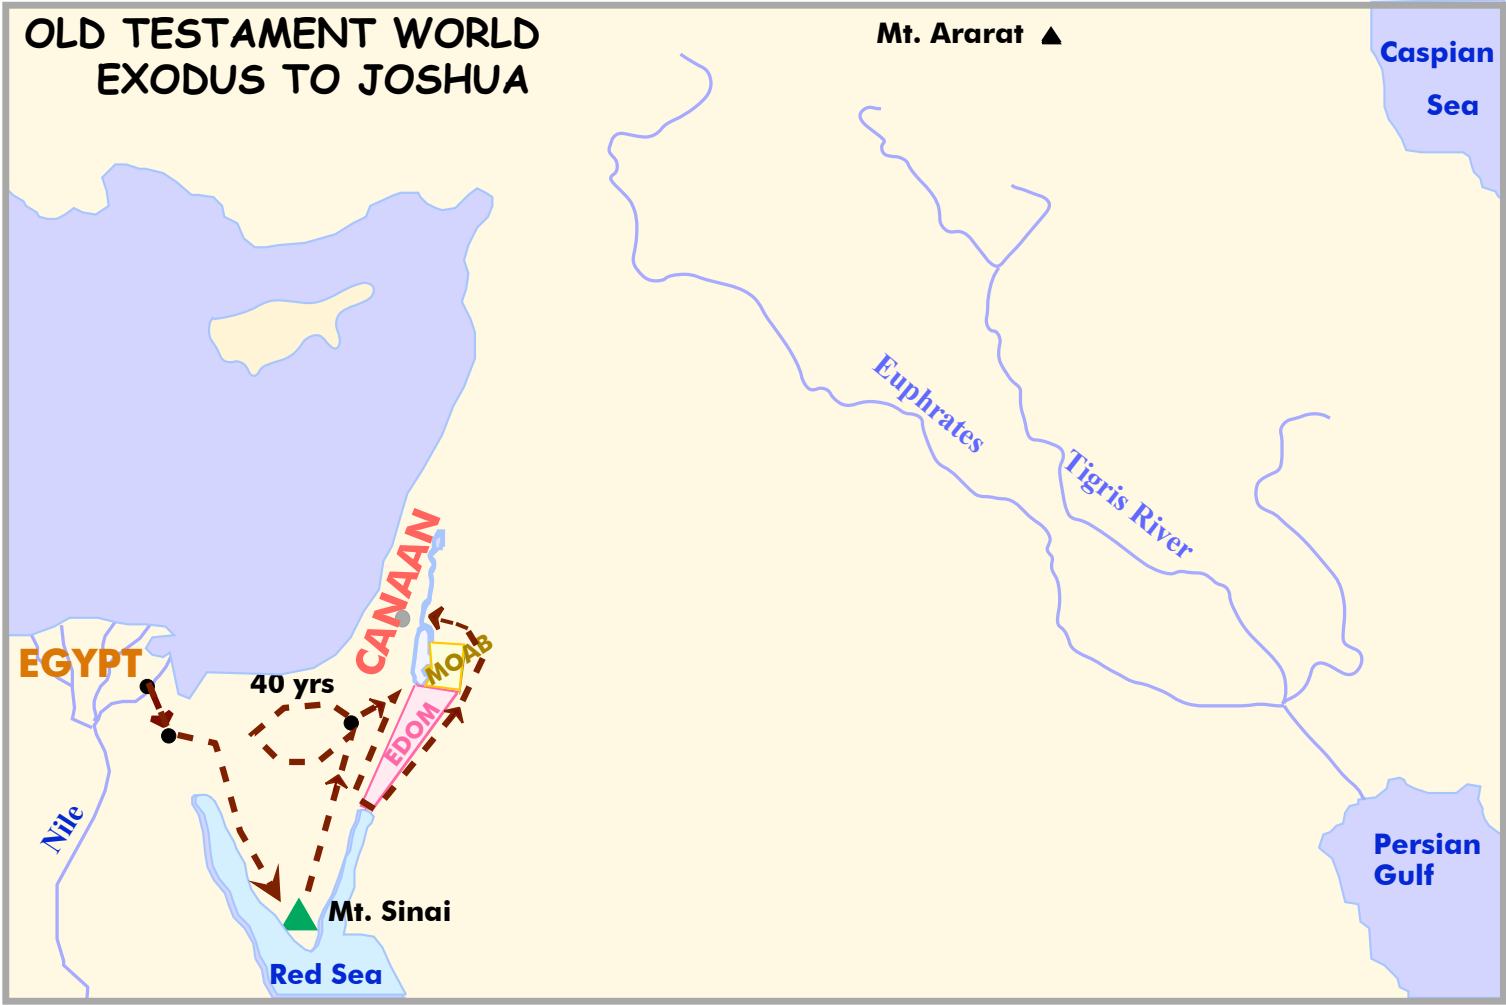 OLD TESTAMENT WORLD
EXODUS TO JOSHUA
Mt. Ararat
Caspian
Sea
Euphrates
Tigris River
CANAAN
EGYPT
MOAB
40 yrs
EDOM
Nile
Persian
Gulf
Mt. Sinai
Red Sea